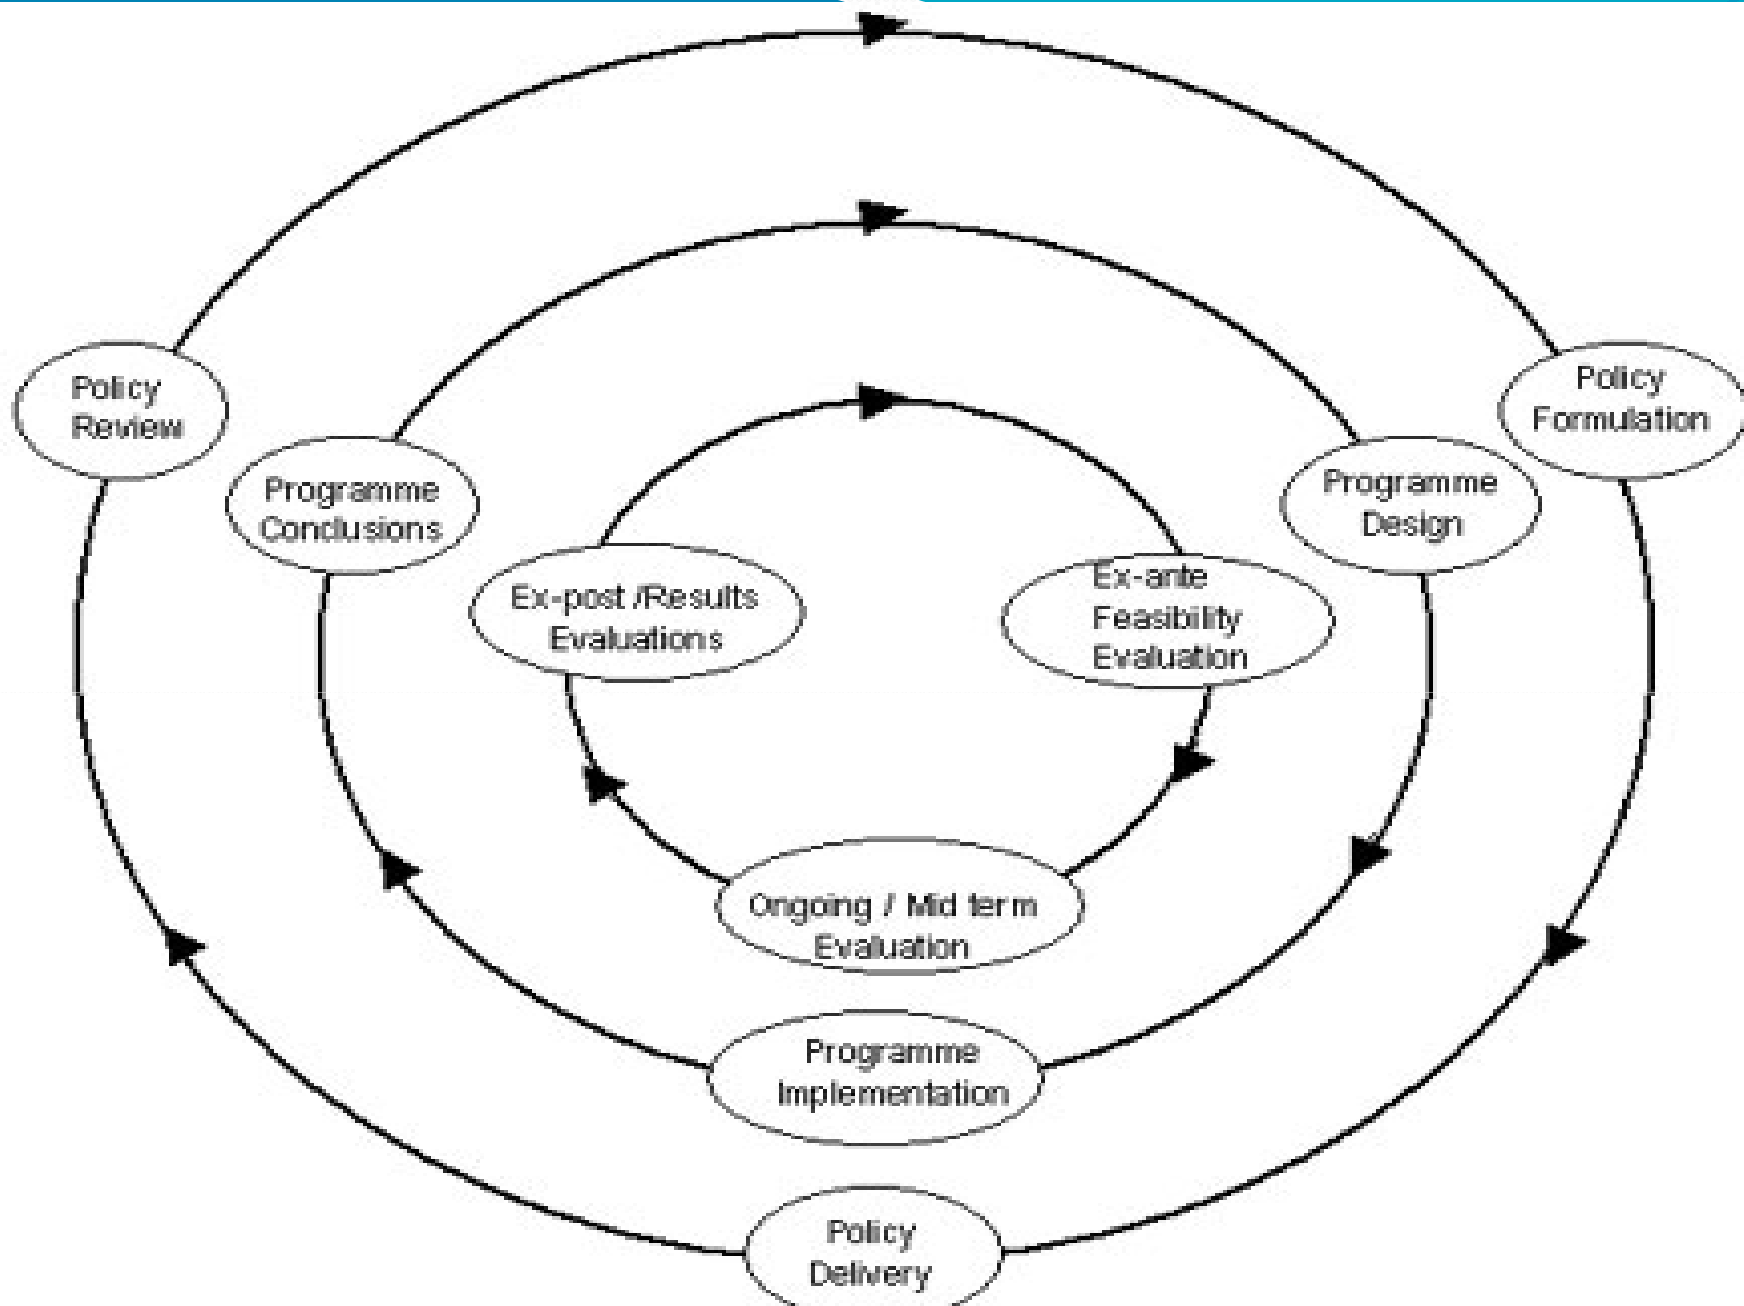 Policy
Review
Policy
Formulation
Programme
Conclusions
Programme
Design
Ex-post /Results
Evaluations
Ex-ante
Feasibility
Evaluation
Ongoing / Mid term
Evaluation
Programme
Implementation
Policy
Delivery